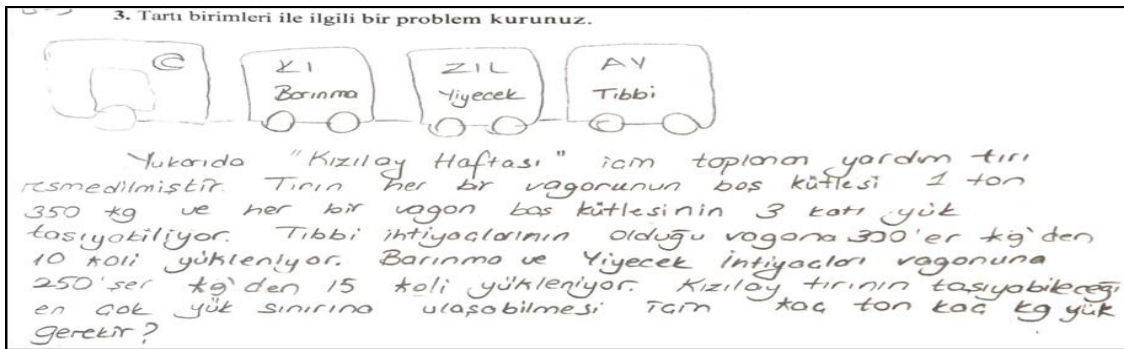 3. Tartı birimleri ile ilgili bir problem kurunuz.
C KI ZIL AY
Barınma Yiyecek Tıbbi
Yukarıda "Kızılay Haftası" için toplanan yardım tırı
resmedilmiştir. Tırın her bir vagonunun boş kütlesi 1 ton
350 kg ve her bir vagon boş kütlesinin 3 katı yük
taşıyabiliyor. Tıbbi ihtiyaçlarının olduğu vagona 300'er kg'den
10 koli yükleniyor. Barınma ve Yiyecek İntiyaçları vagonuna
250'şer kg'den 15 koli yükleniyor. Kızılay tırının taşıyabileceği
en çok yük sınırına ulaşabilmesi için kaç ton kaç kg yük
gerekir?